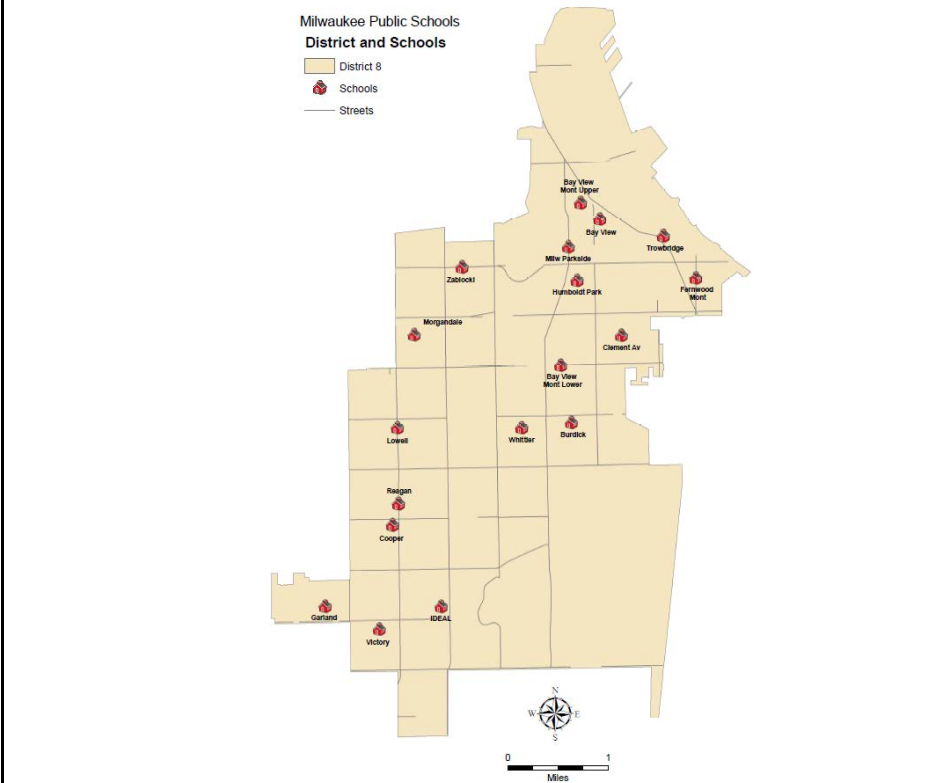 Milwaukee Public Schools
District and Schools
District 8
Schools
Streets
Bay View
Mont Upper
Bay View
Trowbridge
Milw Parkside
Zablocki
Humboldt Park
Fernwood
Mont
Morgandale
Clement Av
Bay View
Mont Lower
Lowell
Whittier
Burdick
Reagan
Cooper
Garland
IDEAL
Victory
N
W E
S
0 1
Miles